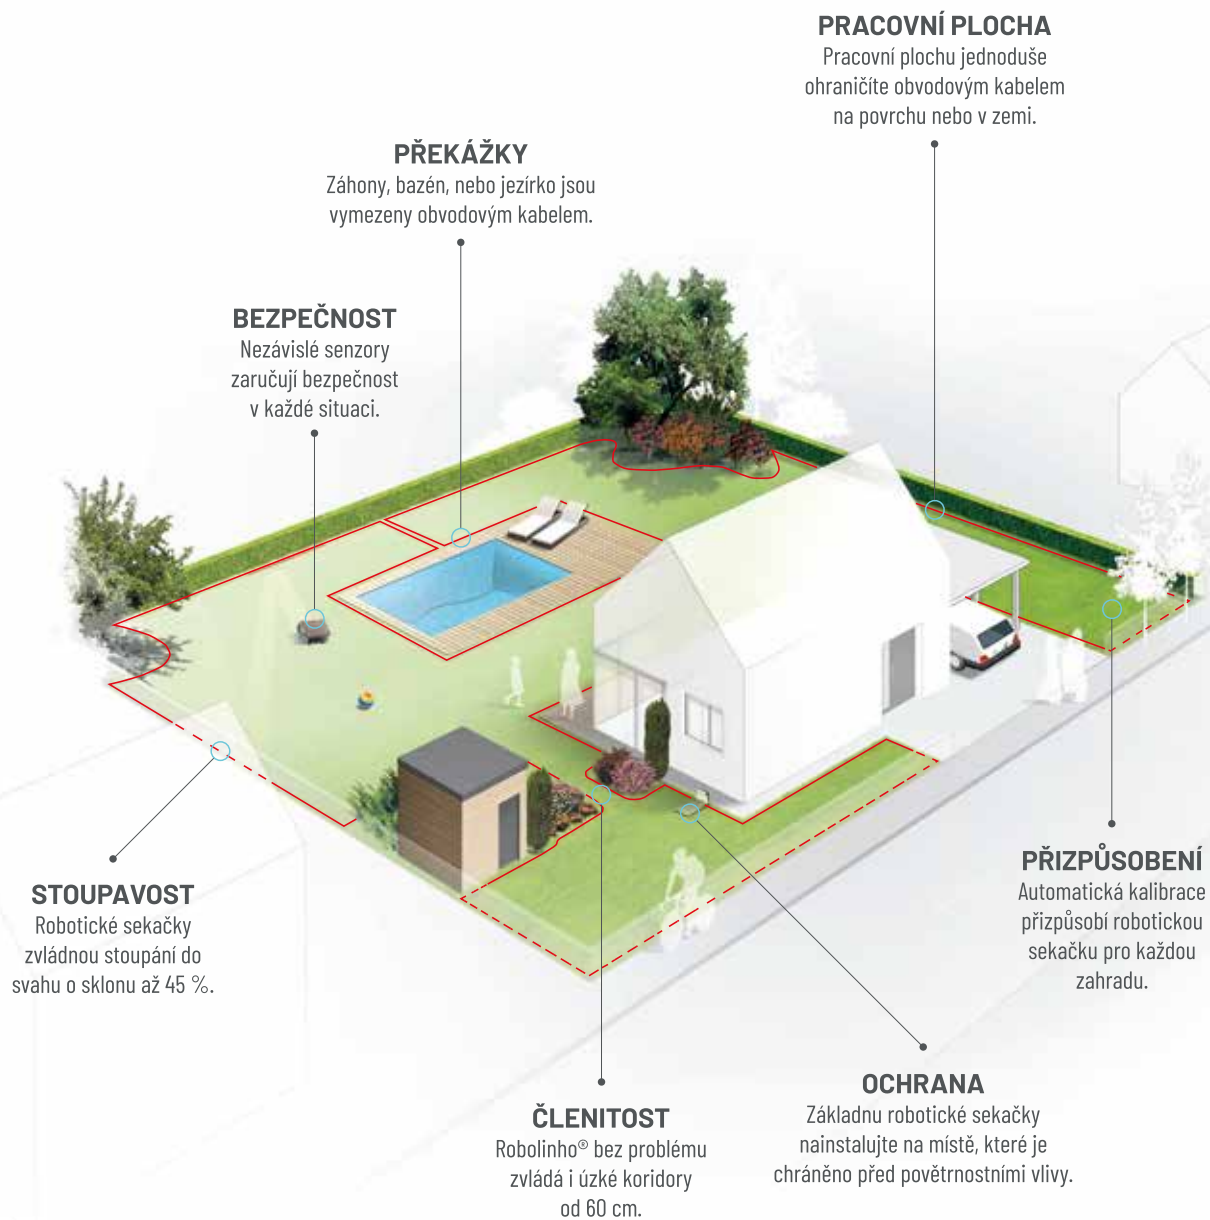 PRACOVNÍ PLOCHA
Pracovní plochu jednoduše
ohraničíte obvodovým kabelem
na povrchu nebo v zemi.
PŘEKÁŽKY
Záhony, bazén, nebo jezírko jsou
vymezeny obvodovým kabelem.
BEZPEČNOST
Nezávislé senzory
zaručují bezpečnost
v každé situaci.
STOUPAVOST
Robotické sekačky
zvládnou stoupání do
svahu o sklonu až 45 %.
PŘIZPŮSOBENÍ
Automatická kalibrace
přizpůsobí robotickou
sekačku pro každou
zahradu.
OCHRANA
Základnu robotické sekačky
nainstalujte na místě, které je
chráněno před povětrnostními vlivy.
ČLENITOST
Robolinho® bez problému
zvládá i úzké koridory
od 60 cm.